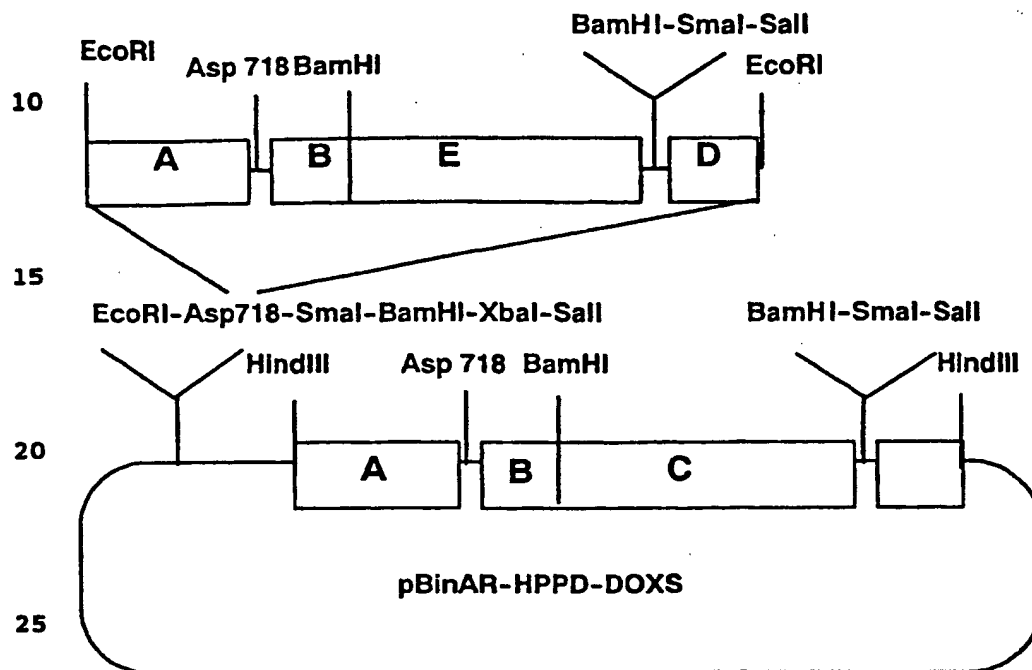 BamHI-SmaI-SalI
EcoRI
Asp 718 BamHI
EcoRI
10
A
B
E
D
15
EcoRI-Asp718-SmaI-BamHI-XbaI-SalI
BamHI-SmaI-SalI
HindIII
Asp 718 BamHI
HindIII
20
A
B
C
pBinAR-HPPD-DOXS
25